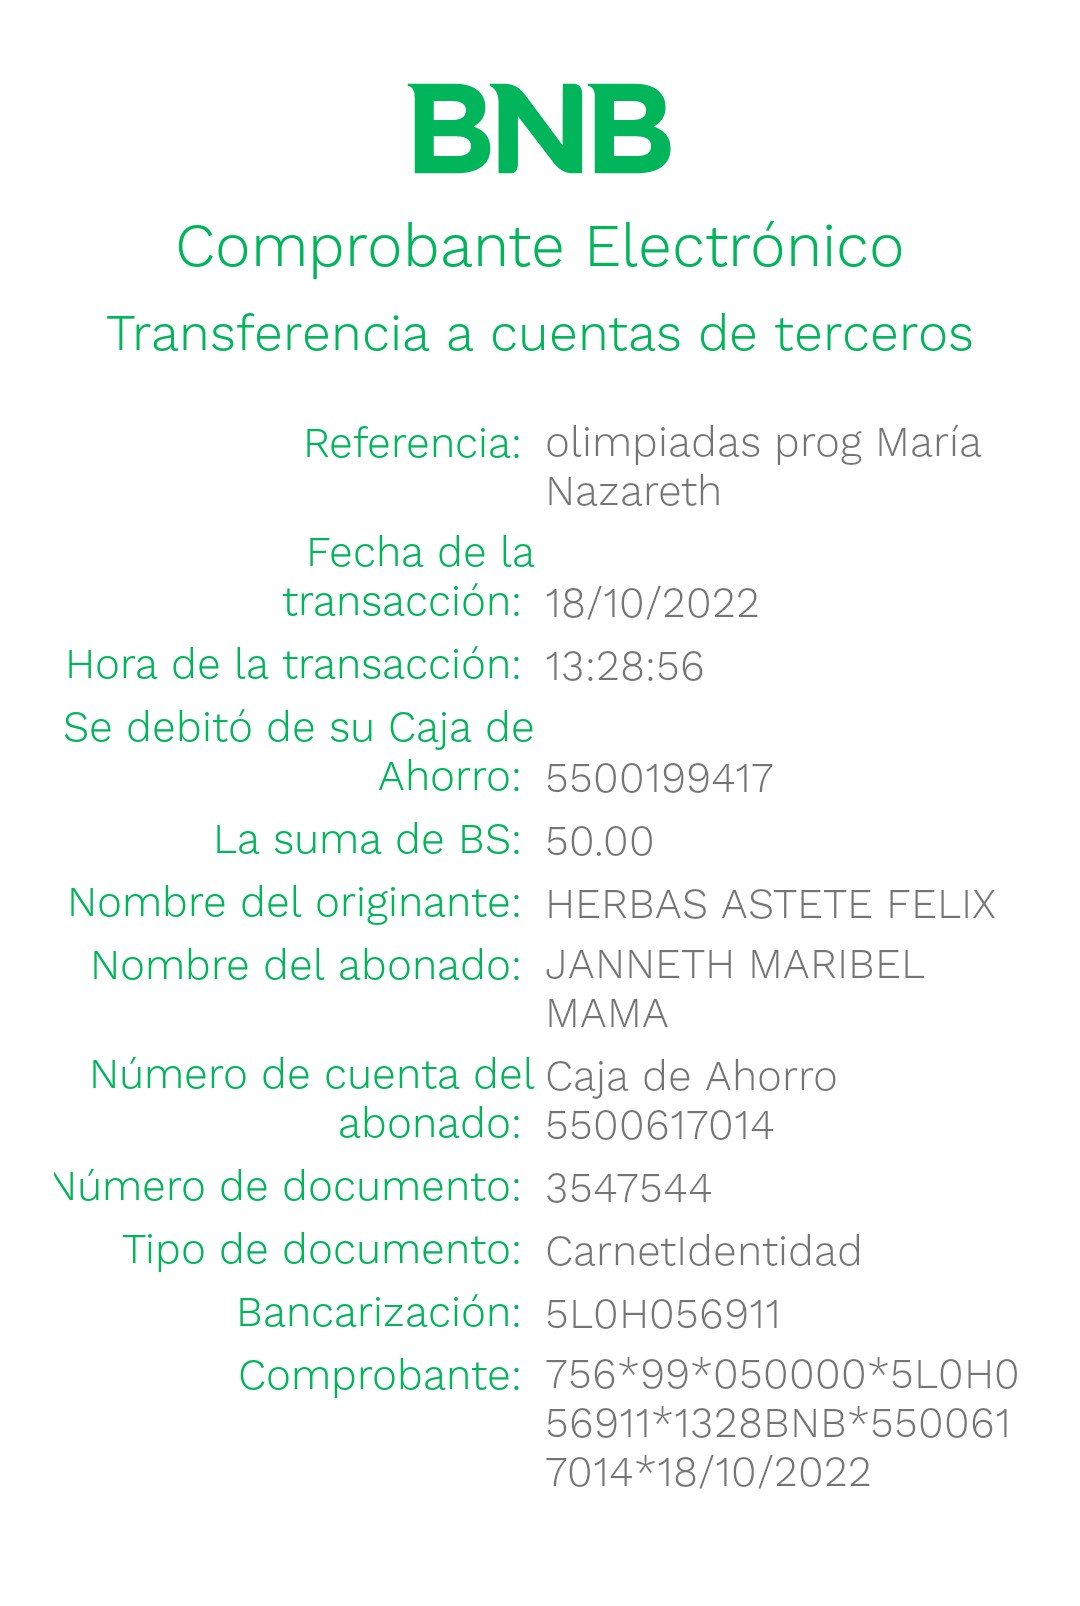 BNB
Comprobante Electrónico
Transferencia a cuentas de terceros
Referencia: olimpiadas prog María
Nazareth
Fecha de la
transacción: 18/10/2022
Hora de la transacción: 13:28:56
Se debitó de su Caja de
Ahorro: 5500199417
La suma de BS: 50.00
Nombre del originante: HERBAS ASTETE FELIX
Nombre del abonado: JANNETH MARIBEL
MAMA
Número de cuenta del Caja de Ahorro
abonado: 5500617014
Número de documento: 3547544
Tipo de documento: CarnetIdentidad
Bancarización: 5L0H056911
Comprobante: 756*99*050000*5L0H0
56911*1328BNB*550061
7014*18/10/2022